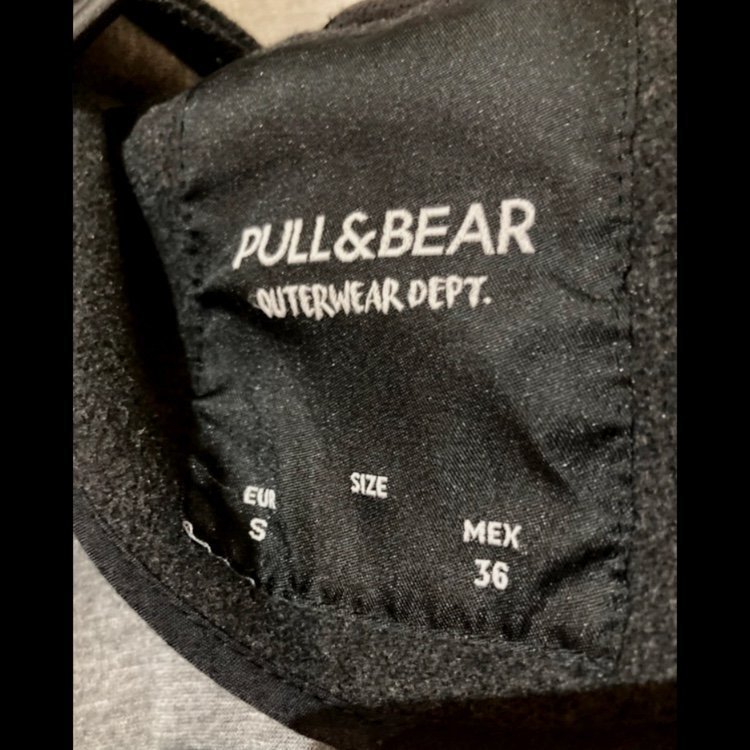 PULL&BEAR
OUTERWEAR DEPT.
SIZE
EUR MEX
S 36